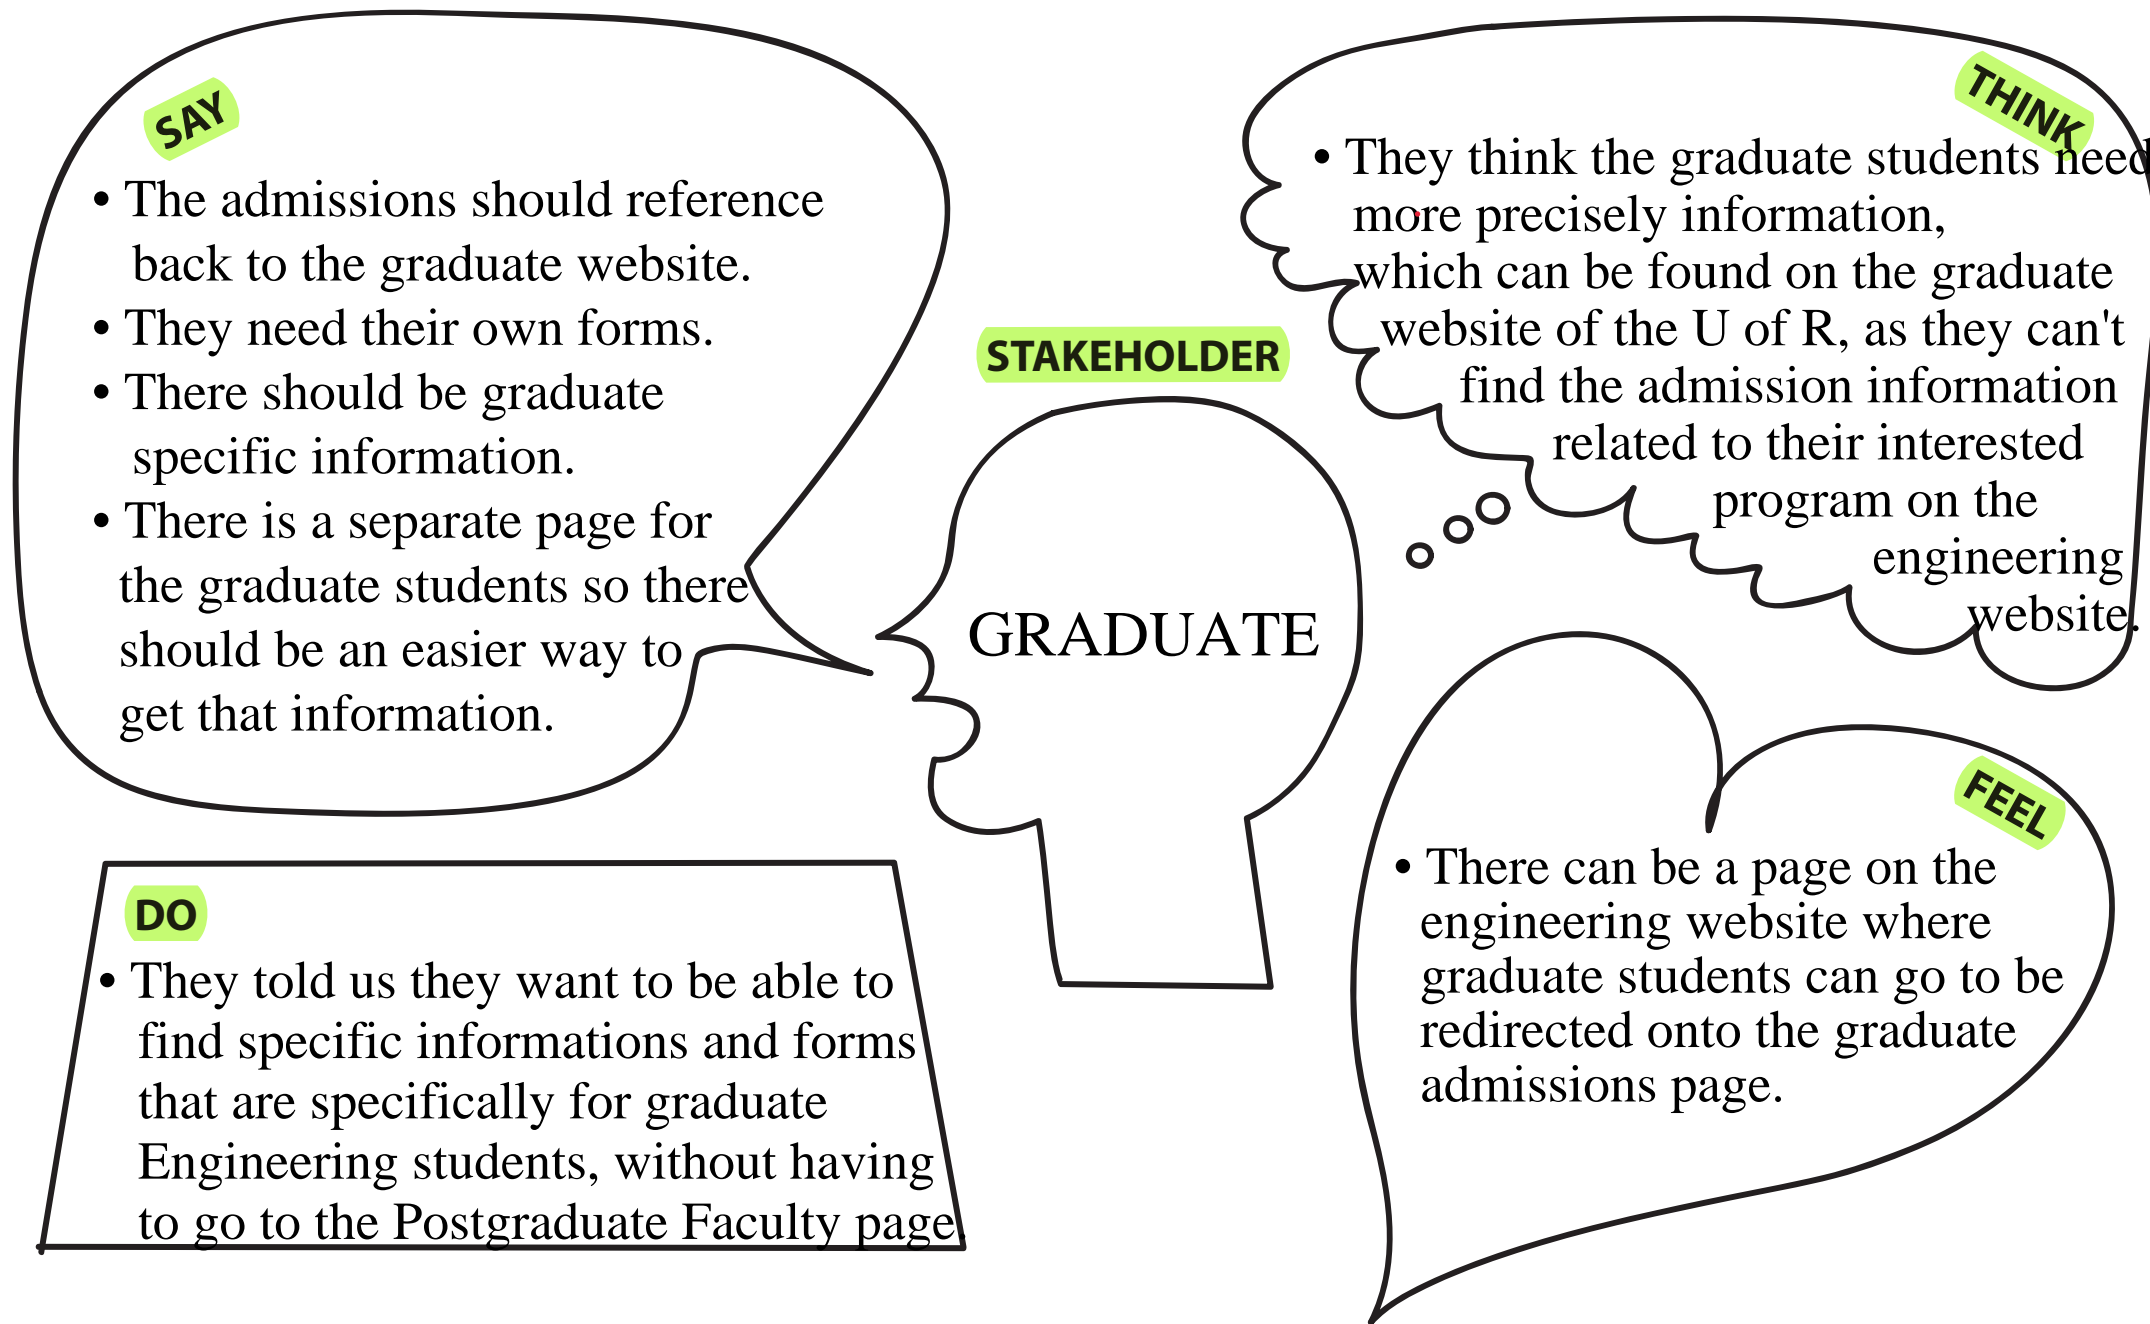 SAY
• The admissions should reference
back to the graduate website.
• They need their own forms.
• There should be graduate
specific information.
• There is a separate page for
the graduate students so there
should be an easier way to
get that information.
STAKEHOLDER
GRADUATE
THINK
• They think the graduate students need
more precisely information,
which can be found on the graduate
website of the U of R, as they can't
find the admission information
related to their interested
program on the
engineering
website.
DO
• They told us they want to be able to
find specific informations and forms
that are specifically for graduate
Engineering students, without having
to go to the Postgraduate Faculty page.
FEEL
• There can be a page on the
engineering website where
graduate students can go to be
redirected onto the graduate
admissions page.